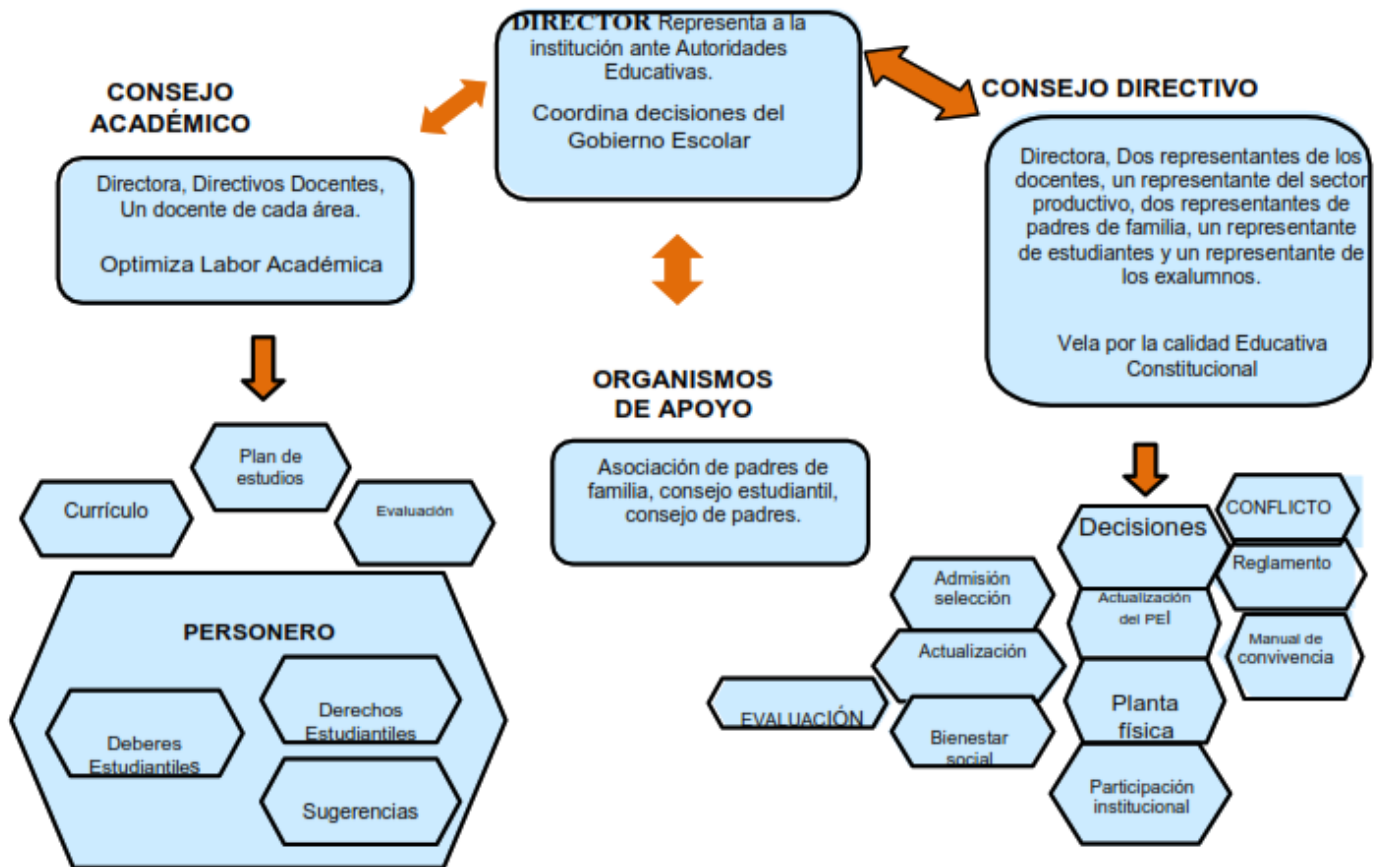 DIRECTOR Representa a la
institución ante Autoridades
Educativas.
Coordina decisiones del
Gobierno Escolar
CONSEJO
ACADÉMICO
Directora, Directivos Docentes,
Un docente de cada área.
Optimiza Labor Académica
CONSEJO DIRECTIVO
Directora, Dos representantes de los
docentes, un representante del sector
productivo, dos representantes de
padres de familia, un representante
de estudiantes y un representante de
los exalumnos.
Vela por la calidad Educativa
Constitucional
ORGANISMOS
DE APOYO
Asociación de padres de
familia, consejo estudiantil,
consejo de padres.
Plan de
estudios
Currículo
Evaluación
PERSONERO
Deberes
Estudiantiles
Derechos
Estudiantiles
Sugerencias
Decisiones
CONFLICTO
Reglamento
Manual de
convivencia
Admisión
selección
Actualización
del PEI
Actualización
EVALUACIÓN
Bienestar
social
Planta
física
Participación
institucional